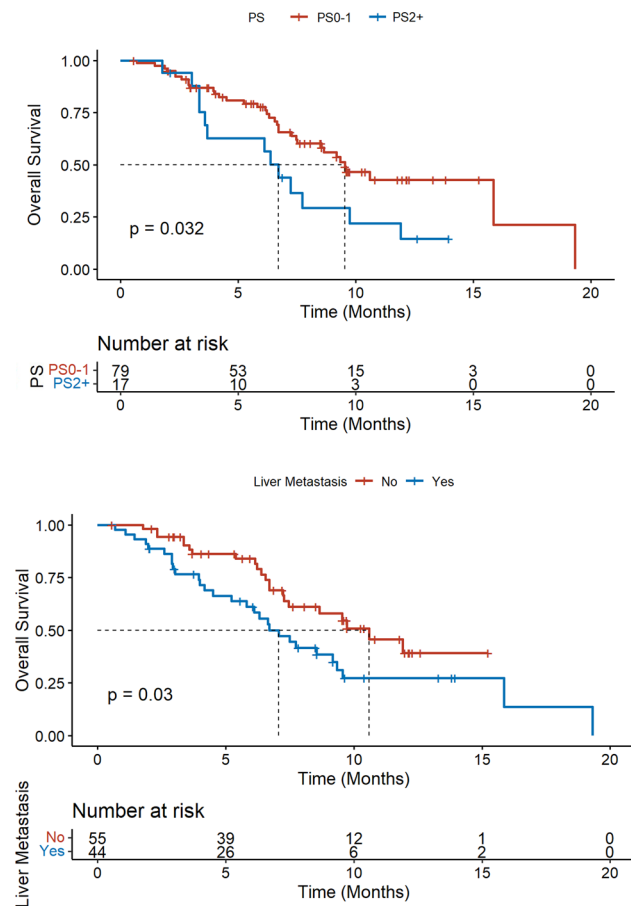 PS PS0-1 PS2+
1.00
0.75
0.50
0.25
0.00
Overall Survival
p = 0.032
0 5 10 15 20
Time (Months)
Number at risk
PS
PS0-1 79 53 15 3 0
PS2+ 17 10 3 0 0
0 5 10 15 20
Time (Months)
Liver Metastasis No Yes
1.00
0.75
0.50
0.25
0.00
Overall Survival
p = 0.03
0 5 10 15 20
Time (Months)
Number at risk
Liver Metastasis
No 55 39 12 1 0
Yes 44 26 6 2 0
0 5 10 15 20
Time (Months)